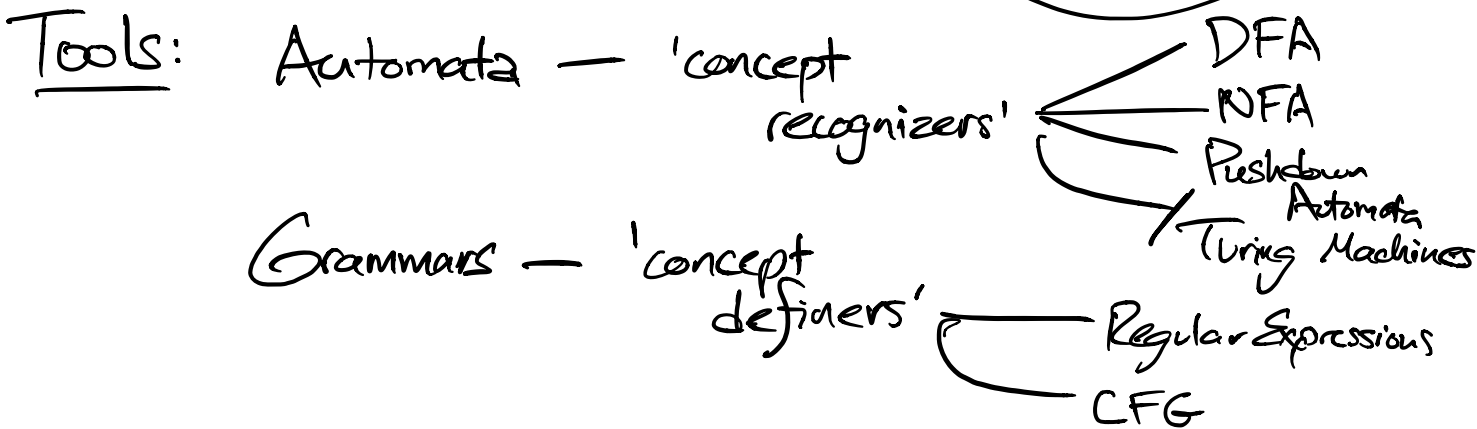 Tools: Automata — 'concept recognizers'
DFA
NFA
Pushdown Automata
Turing Machines
Grammars — 'concept definers'
Regular Expressions
CFG